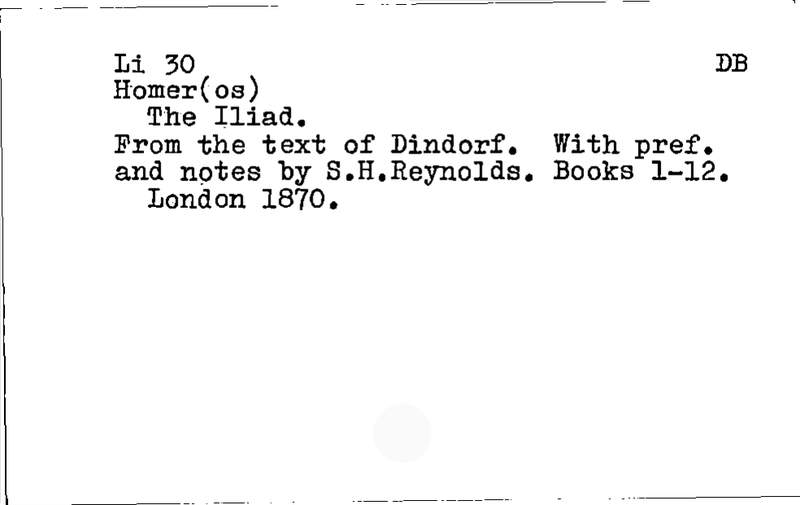 Li 30 DB
Homer(os)
The Iliad.
From the text of Dindorf. With pref.
and notes by S.H.Reynolds. Books 1-12.
London 1870.